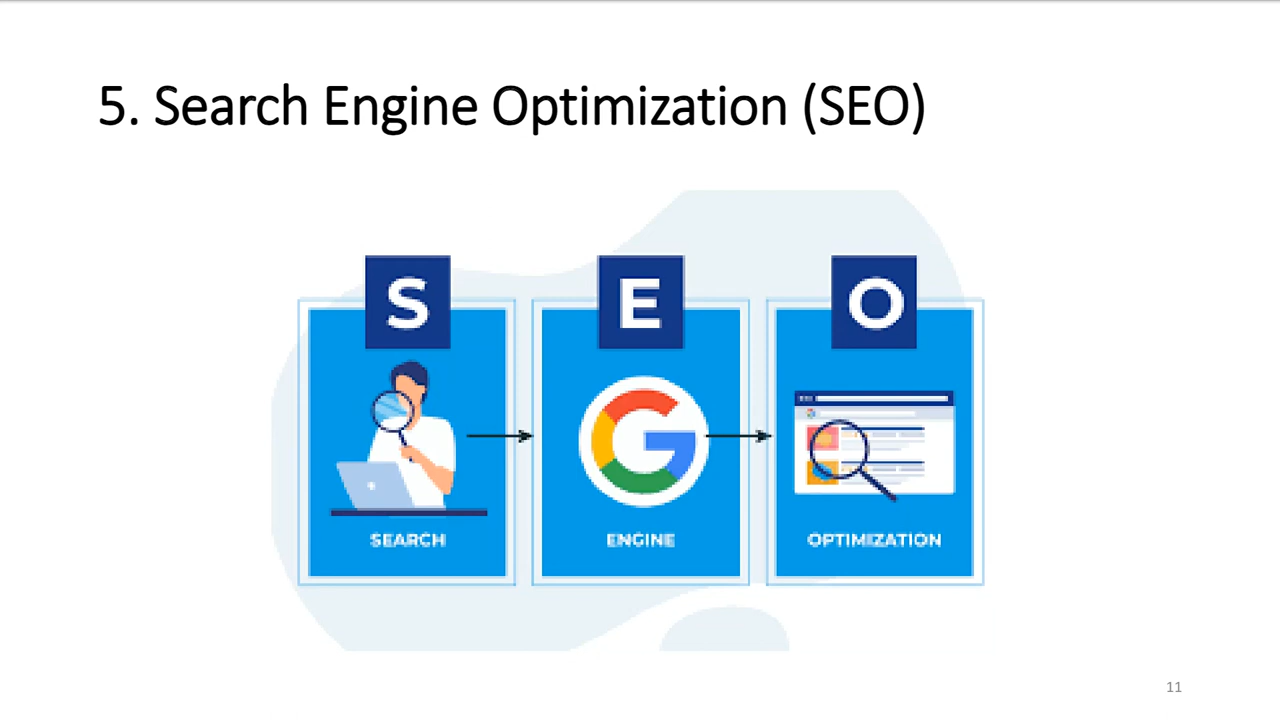 5. Search Engine Optimization (SEO)
S E O
SEARCH ENGINE OPTIMIZATION
11